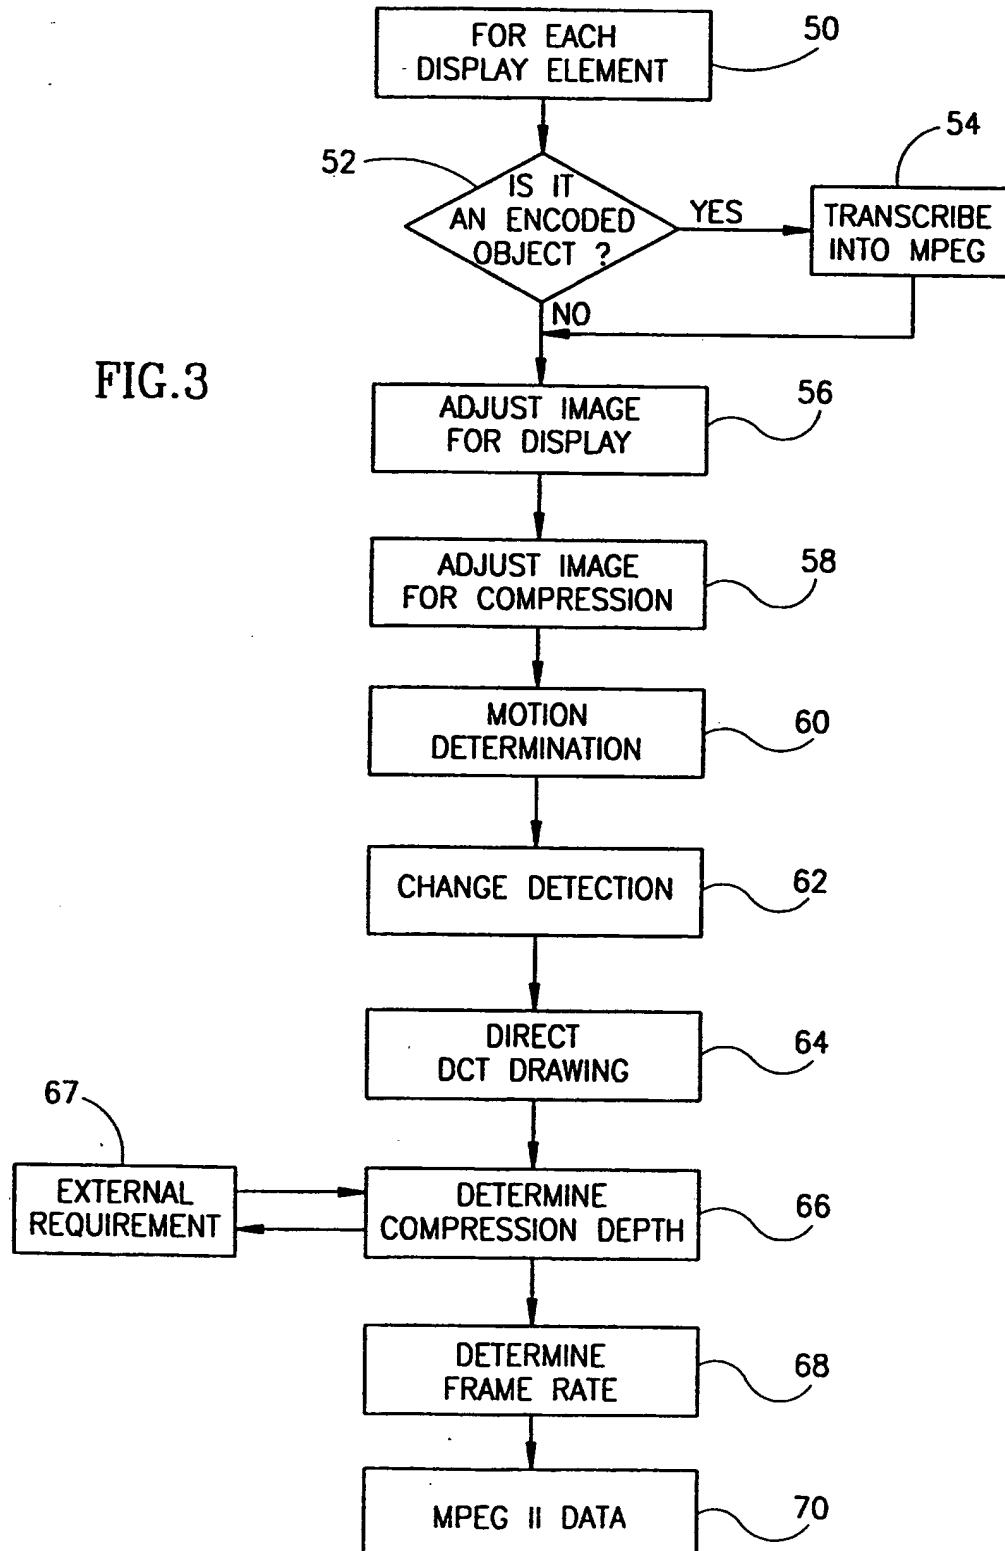 FOR EACH
DISPLAY ELEMENT
50
52
IS IT
AN ENCODED
OBJECT ?
YES
54
TRANSCRIBE
INTO MPEG
NO
FIG.3
ADJUST IMAGE
FOR DISPLAY
56
ADJUST IMAGE
FOR COMPRESSION
58
MOTION
DETERMINATION
60
CHANGE DETECTION
62
DIRECT
DCT DRAWING
64
67
EXTERNAL
REQUIREMENT
DETERMINE
COMPRESSION DEPTH
66
DETERMINE
FRAME RATE
68
MPEG II DATA
70